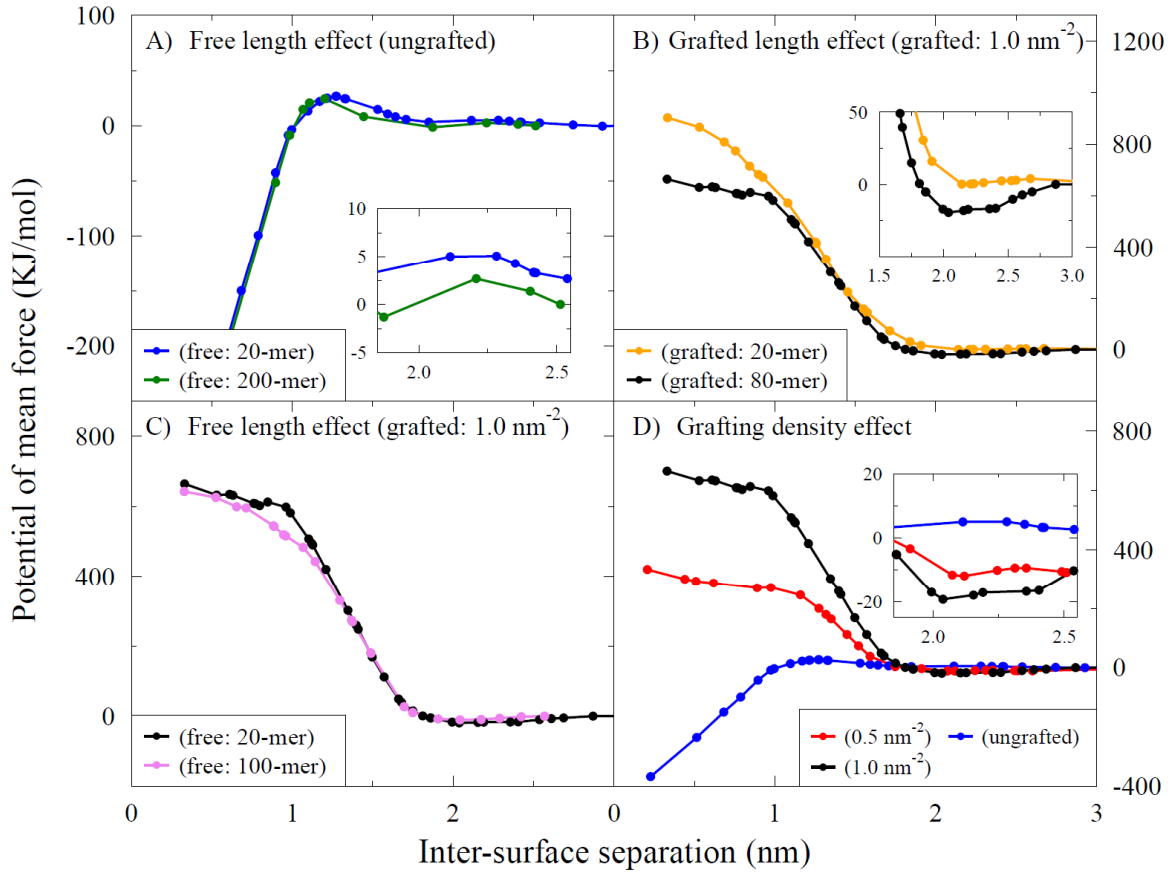 Potential of mean force (KJ/mol)
Inter-surface separation (nm)
A) Free length effect (ungrafted)
100
0
-100
-200
(free: 20-mer)
(free: 200-mer)
10
5
0
-5
2.0
2.5
B) Grafted length effect (grafted: 1.0 nm⁻²)
1200
800
400
0
(grafted: 20-mer)
(grafted: 80-mer)
50
0
1.5
2.0
2.5
3.0
C) Free length effect (grafted: 1.0 nm⁻²)
800
400
0
(free: 20-mer)
(free: 100-mer)
0
1
2
D) Grafting density effect
800
400
0
-400
20
0
-20
2.0
2.5
(0.5 nm⁻²)
(ungrafted)
(1.0 nm⁻²)
0
1
2
3